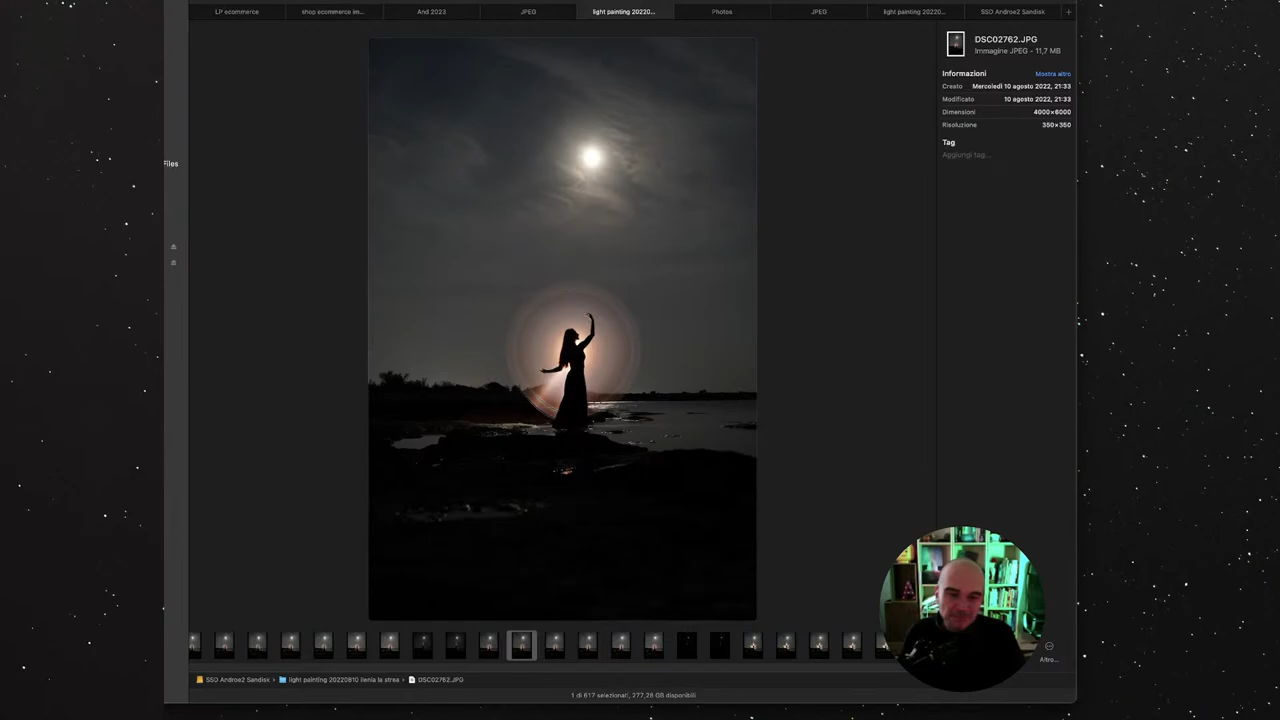 LP ecommerce
shop ecommerce im...
And 2023
JPEG
light painting 20220...
Photos
JPEG
light painting 20220...
SSO Androe2 Sandisk
DSC02762.JPG
Immagine JPEG - 11,7 MB
Informazioni
Mostra altro
Creato Mercoledì 10 agosto 2022, 21:33
Modificato 10 agosto 2022, 21:33
Dimensioni 4000×6000
Risoluzione 350×350
Tag
Aggiungi tag...
Files
Altro...
SSO Androe2 Sandisk › light painting 20220810 ilenia la strea › DSC02762.JPG
1 di 617 selezionati, 277,28 GB disponibili